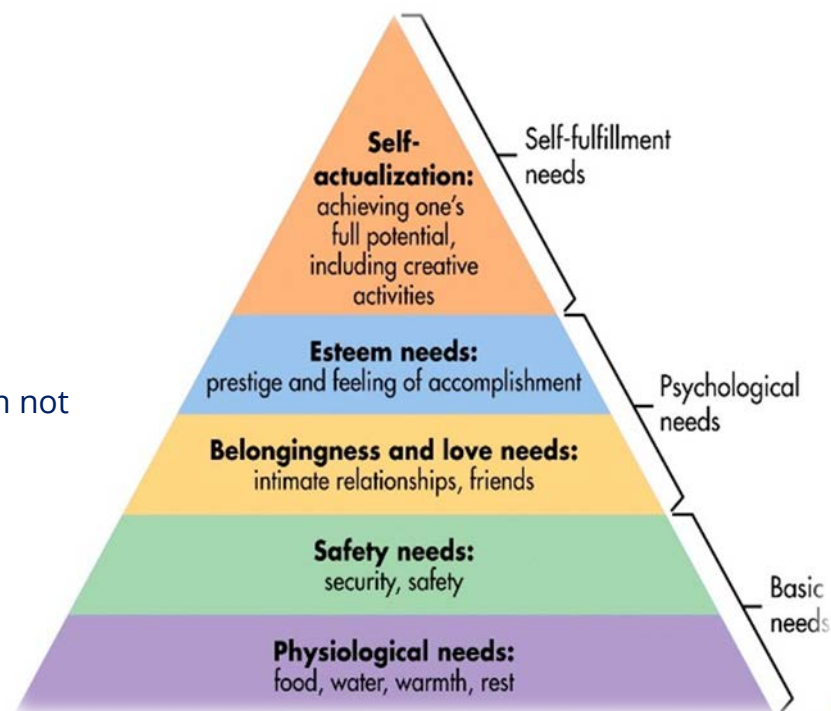 Self-
actualization:
achieving one's
full potential,
including creative
activities
Self-fulfillment
needs
Esteem needs:
prestige and feeling of accomplishment
Psychological
needs
not
Belongingness and love needs:
intimate relationships, friends
Safety needs:
security, safety
Basic
needs
Physiological needs:
food, water, warmth, rest